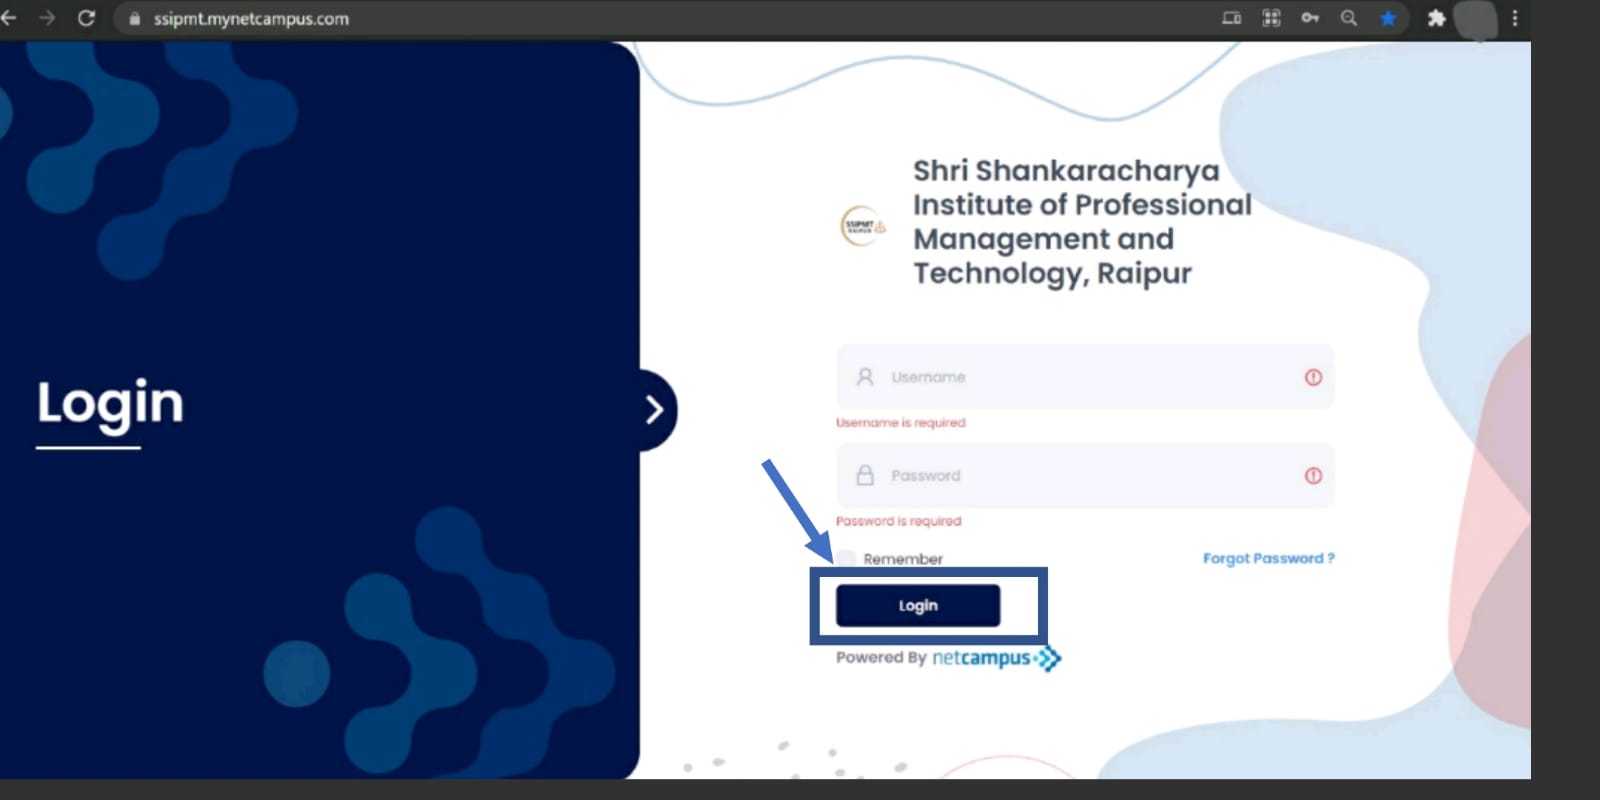 ssipmt.mynetcampus.com
Login
Shri Shankaracharya
Institute of Professional
Management and
Technology, Raipur
SSIPMT
RAIPUR
Username
Username is required
Password
Password is required
Remember
Forgot Password ?
Login
Powered By netcampus